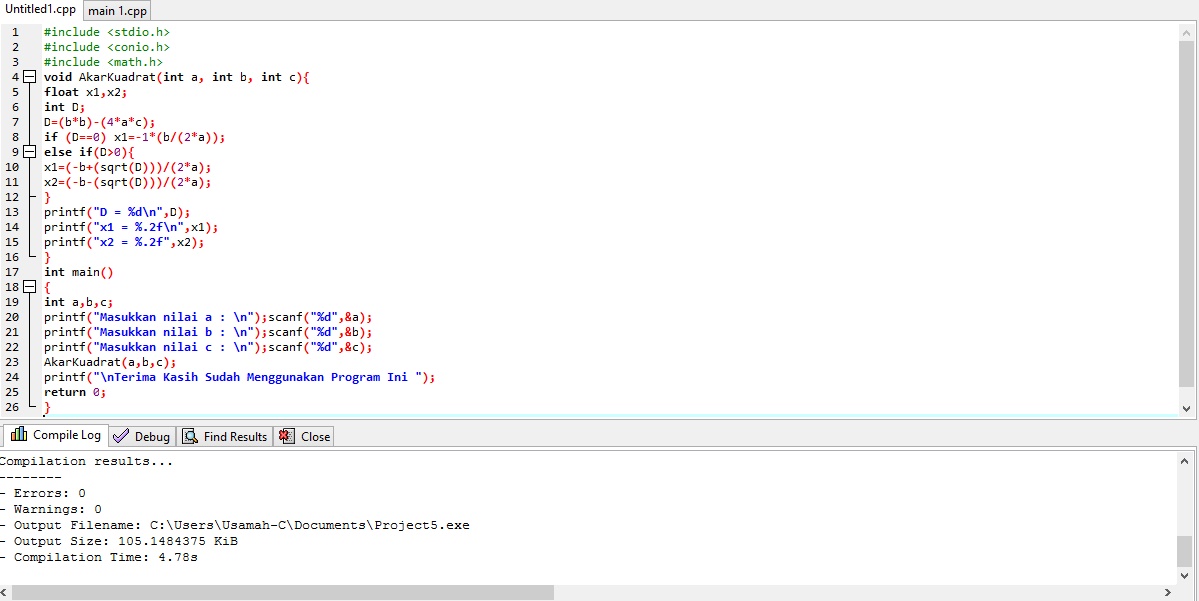 Untitled1.cpp main 1.cpp
1 #include <stdio.h>
2 #include <conio.h>
3 #include <math.h>
4 void AkarKuadrat(int a, int b, int c){
5 float x1,x2;
6 int D;
7 D=(b*b)-(4*a*c);
8 if (D==0) x1=-1*(b/(2*a));
9 else if(D>0){
10 x1=(-b+(sqrt(D)))/(2*a);
11 x2=(-b-(sqrt(D)))/(2*a);
12 }
13 printf("D = %d\n",D);
14 printf("x1 = %.2f\n",x1);
15 printf("x2 = %.2f",x2);
16 }
17 int main()
18 {
19 int a,b,c;
20 printf("Masukkan nilai a : \n");scanf("%d",&a);
21 printf("Masukkan nilai b : \n");scanf("%d",&b);
22 printf("Masukkan nilai c : \n");scanf("%d",&c);
23 AkarKuadrat(a,b,c);
24 printf("\nTerima Kasih Sudah Menggunakan Program Ini ");
25 return 0;
26 }
Compile Log Debug Find Results Close
Compilation results...
--------
- Errors: 0
- Warnings: 0
- Output Filename: C:\Users\Usamah-C\Documents\Project5.exe
- Output Size: 105.1484375 KiB
- Compilation Time: 4.78s